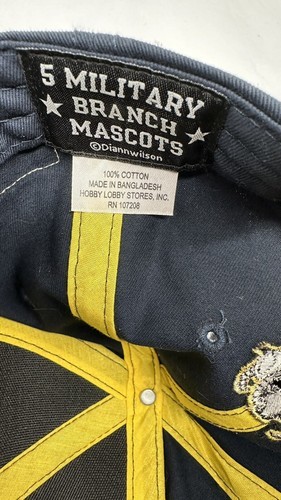 5 MILITARY
BRANCH
MASCOTS
©Diannwilson
100% COTTON
MADE IN BANGLADESH
HOBBY LOBBY STORES, INC.
RN 107208